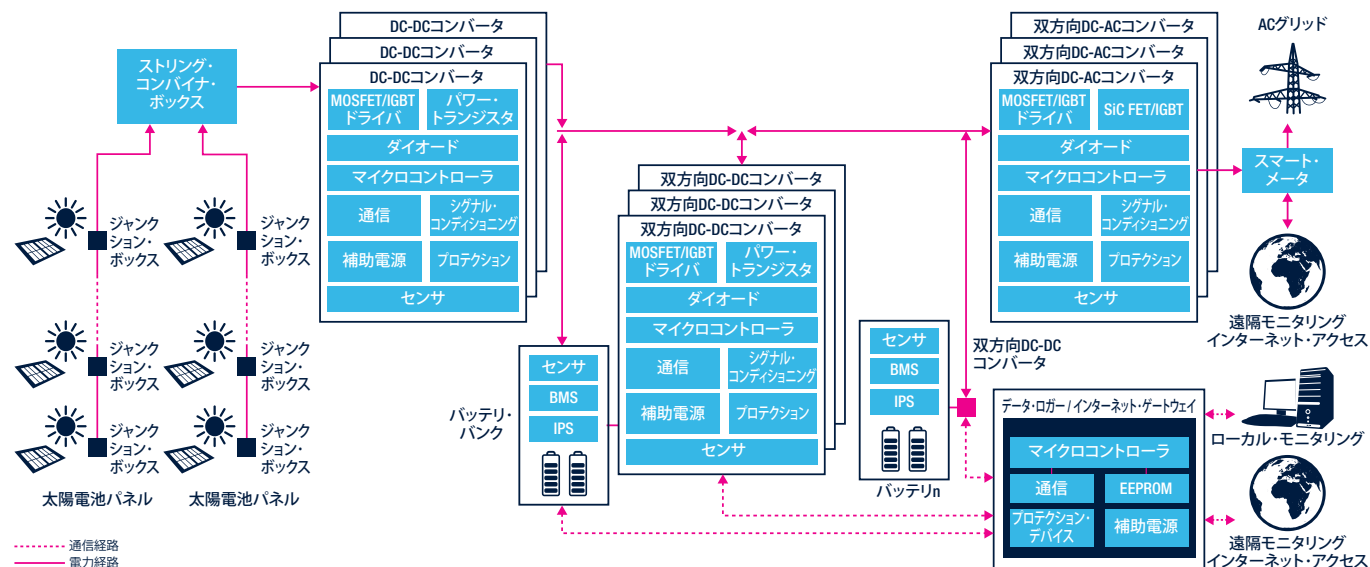 ストリング・
コンバイナ・
ボックス
ジャンク
ション・
ボックス
ジャンク
ション・
ボックス
ジャンク
ション・
ボックス
ジャンク
ション・
ボックス
ジャンク
ション・
ボックス
ジャンク
ション・
ボックス
太陽電池パネル
太陽電池パネル
通信経路
電力経路
DC-DCコンバータ
DC-DCコンバータ
DC-DCコンバータ
MOSFET/IGBT
ドライバ
パワー・
トランジスタ
ダイオード
マイクロコントローラ
通信
シグナル・
コンディショニング
補助電源
プロテクション
センサ
バッテリ・
バンク
センサ
BMS
IPS
双方向DC-DCコンバータ
双方向DC-DCコンバータ
双方向DC-DCコンバータ
MOSFET/IGBT
ドライバ
パワー・
トランジスタ
ダイオード
マイクロコントローラ
通信
シグナル・
コンディショニング
補助電源
プロテクション
センサ
センサ
BMS
IPS
バッテリn
双方向DC-DC
コンバータ
双方向DC-ACコンバータ
双方向DC-ACコンバータ
双方向DC-ACコンバータ
MOSFET/IGBT
ドライバ
SiC FET/IGBT
ダイオード
マイクロコントローラ
通信
シグナル・
コンディショニング
補助電源
プロテクション
センサ
ACグリッド
スマート・
メータ
遠隔モニタリング
インターネット・アクセス
データ・ロガー / インターネット・ゲートウェイ
マイクロコントローラ
通信
EEPROM
プロテクション・
デバイス
補助電源
ローカル・モニタリング
遠隔モニタリング
インターネット・アクセス